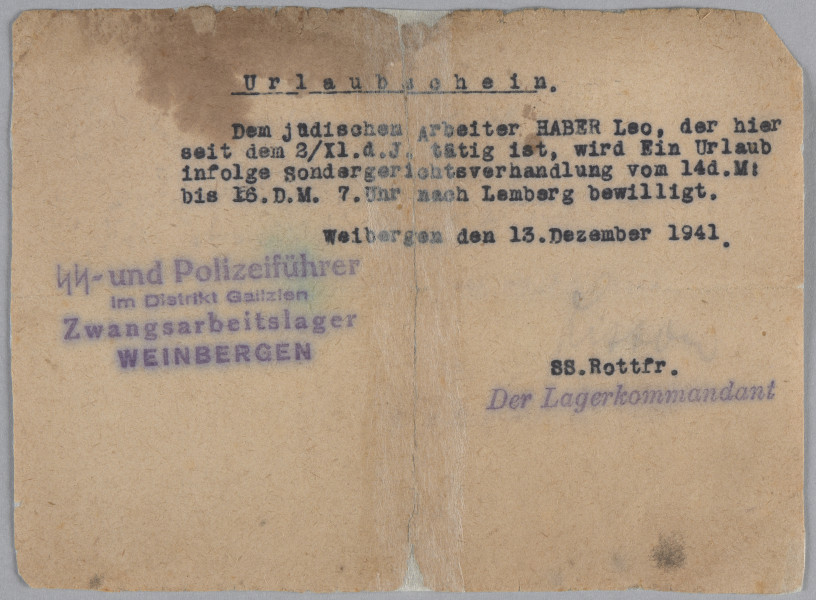 Urlaubschein.
Dem jüdischem Arbeiter HABER Leo, der hier
seit dem 2/Xl.d.J. tätig ist, wird Ein Urlaub
infolge Sondergerichtsverhandlung vom 14d.M:
bis 16.D.M. 7.Uhr nach Lemberg bewilligt.
Weibergen den 13.Dezember 1941.
SS-und Polizeiführer
im Distrikt Galizien
Zwangsarbeitslager
WEINBERGEN
SS.Rottfr.
Der Lagerkommandant